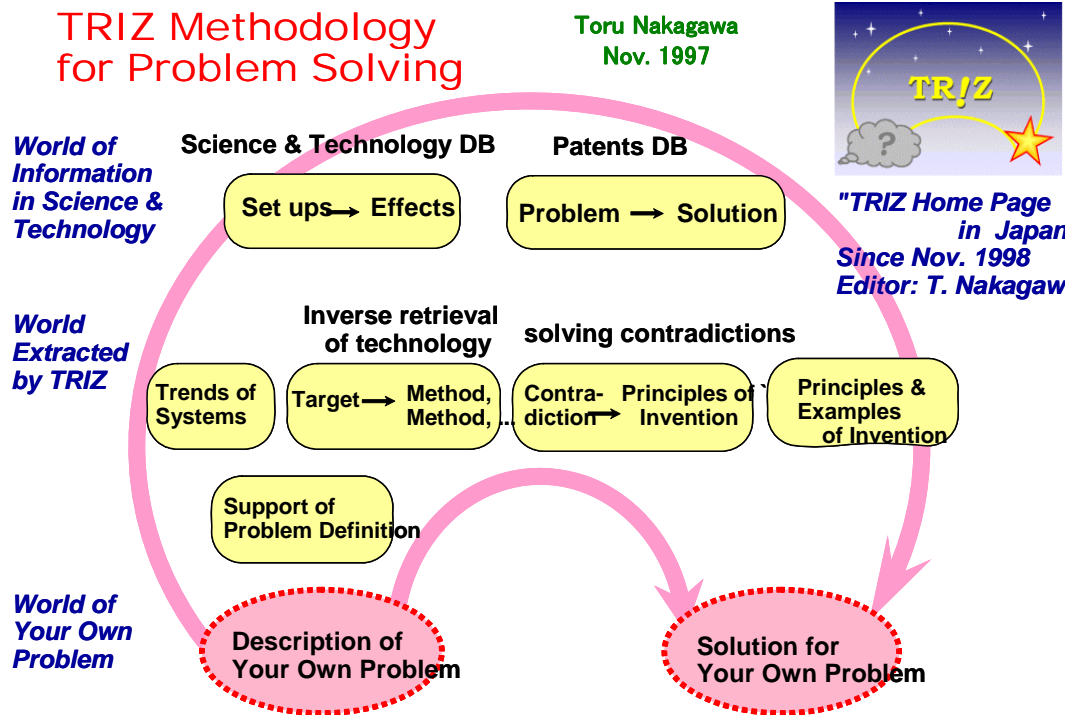 TRIZ Methodology
for Problem Solving
Toru Nakagawa
Nov. 1997
TR!Z
?
"TRIZ Home Page
in Japan
Since Nov. 1998
Editor: T. Nakagaw
World of
Information
in Science &
Technology
Science & Technology DB
Set ups → Effects
Patents DB
Problem → Solution
World
Extracted
by TRIZ
Inverse retrieval
of technology
solving contradictions
Trends of
Systems
Target → Method,
Method, ...
Contra-
diction → Principles of `
Invention
Principles &
Examples
of Invention
Support of
Problem Definition
World of
Your Own
Problem
Description of
Your Own Problem
Solution for
Your Own Problem